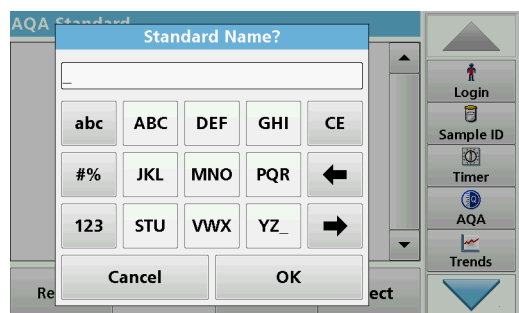 AQA Standard
Standard Name?
_
abc ABC DEF GHI CE
#% JKL MNO PQR
123 STU VWX YZ_
Cancel OK
Re ect
Login
Sample ID
Timer
AQA
Trends